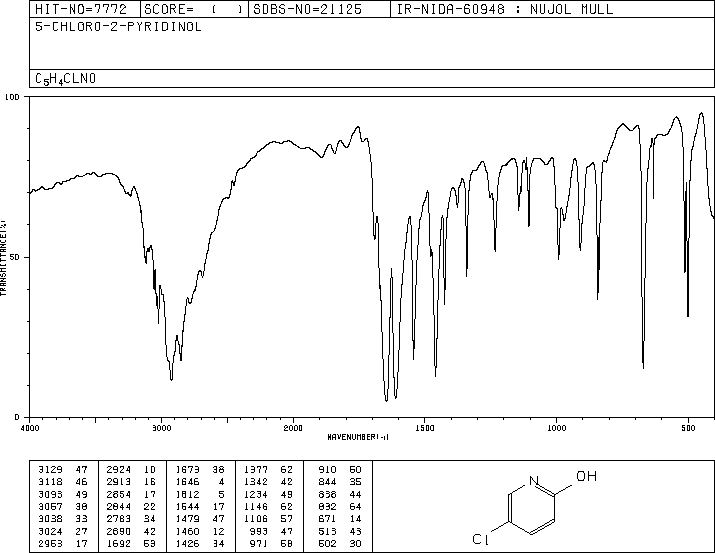 HIT-NO=7772 |SCORE= ( ) |SDBS-NO=21125 |IR-NIDA-60948 : NUJOL MULL
5-CHLORO-2-PYRIDINOL
C5H4CLNO
100
50
0
TRANSMITTANCE(%)
4000 3000 2000 1500 1000 500
WAVENUMBER(-1)
3129 47 2924 10 1673 38 1377 62 910 50
3118 46 2913 16 1646 4 1342 42 844 35
3093 49 2854 17 1612 5 1234 49 838 44
3057 38 2844 22 1544 17 1146 62 832 64
3038 33 2783 34 1479 47 1106 57 671 14
3024 27 2690 42 1460 12 993 47 513 43
2953 17 1692 53 1426 34 971 58 502 30
N
OH
Cl